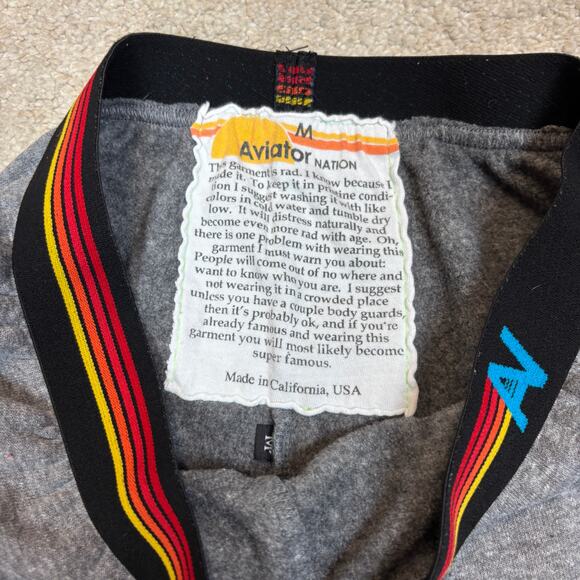 M
Aviator NATION
This garment is rad. I know because I
made it. To keep it in pristine condi-
tion I suggest washing it with like
colors in cold water and tumble dry
low. It will distress naturally and
become even more rad with age. Oh,
there is one problem with wearing this
garment I must warn you about:
People will come out of no where and
want to know who you are. I suggest
not wearing it in a crowded place
unless you have a couple body guards,
then it's probably ok, and if you're
already famous and wearing this
garment you will most likely become
super famous.
Made in California, USA
M
AN